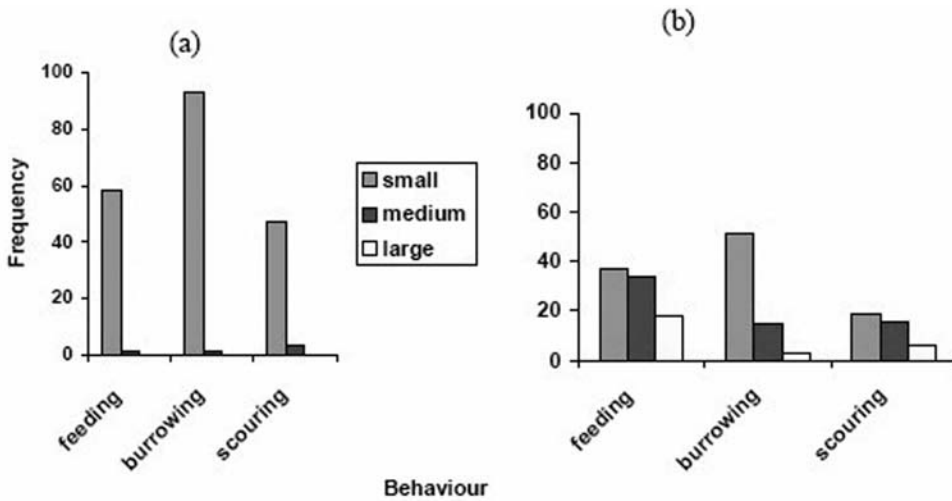 (a)
Frequency
100
80
60
40
20
0
feeding
burrowing
scouring
small
medium
large
(b)
100
80
60
40
20
0
feeding
burrowing
scouring
Behaviour